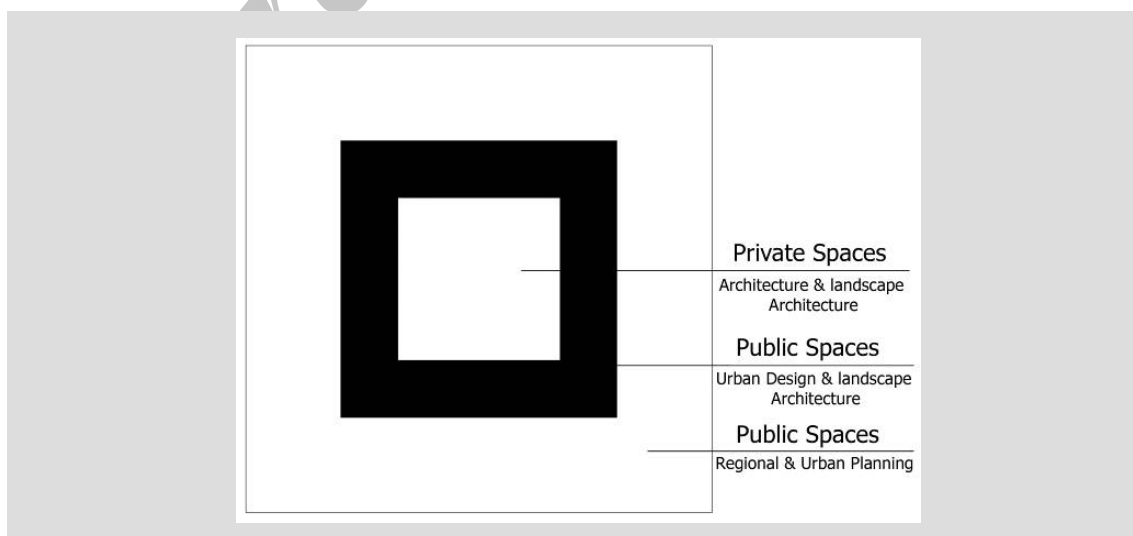 Private Spaces
Architecture & landscape
Architecture
Public Spaces
Urban Design & landscape
Architecture
Public Spaces
Regional & Urban Planning